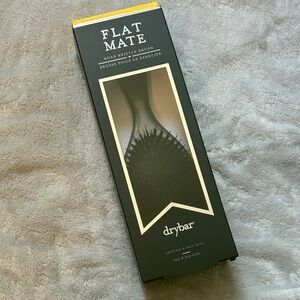 FLAT
MATE
BOAR BRISTLE BRUSH
BROSSE POILS DE SANGLIER
drybar